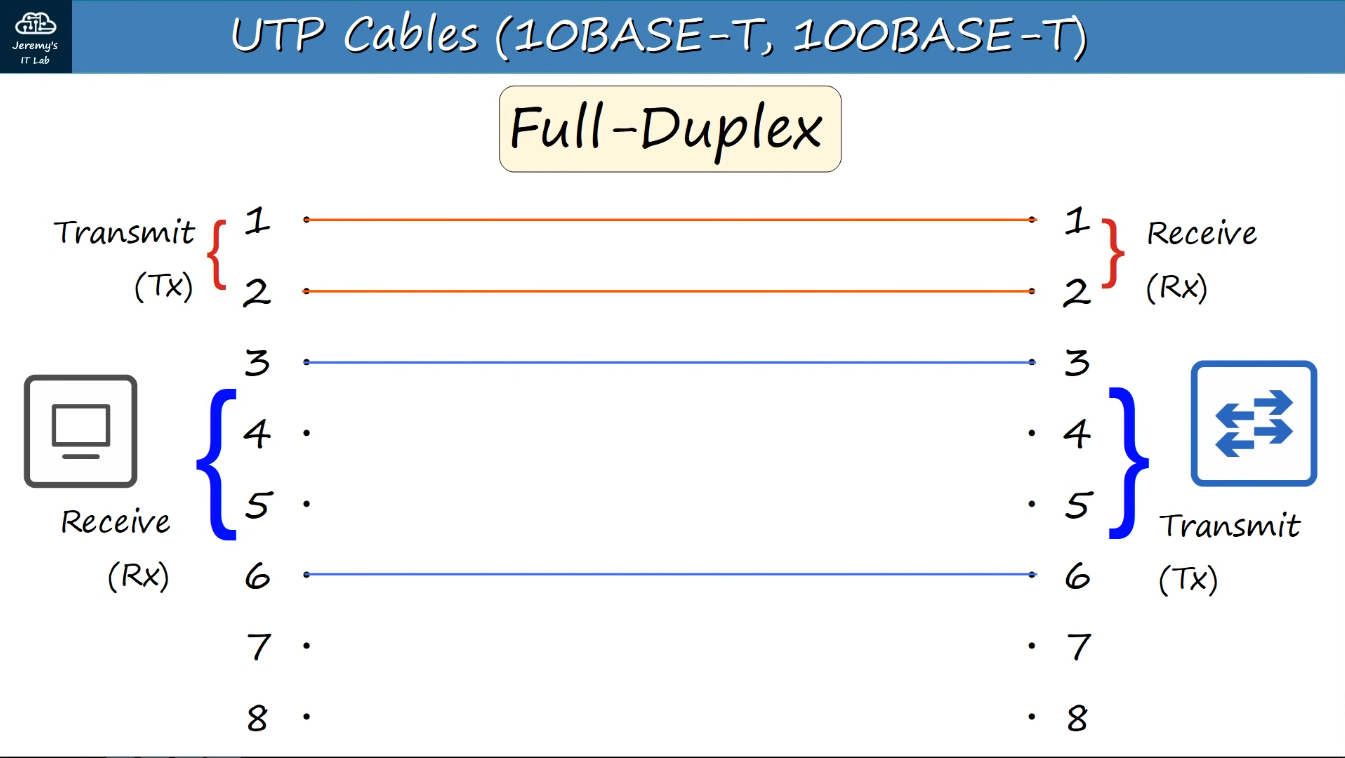 Jeremy's
IT Lab
UTP Cables (10BASE-T, 100BASE-T)
Full-Duplex
Transmit
(Tx)
1
2
3
4
5
6
7
8
Receive
(Rx)
1
2
3
4
5
6
7
8
Receive
(Rx)
Transmit
(Tx)